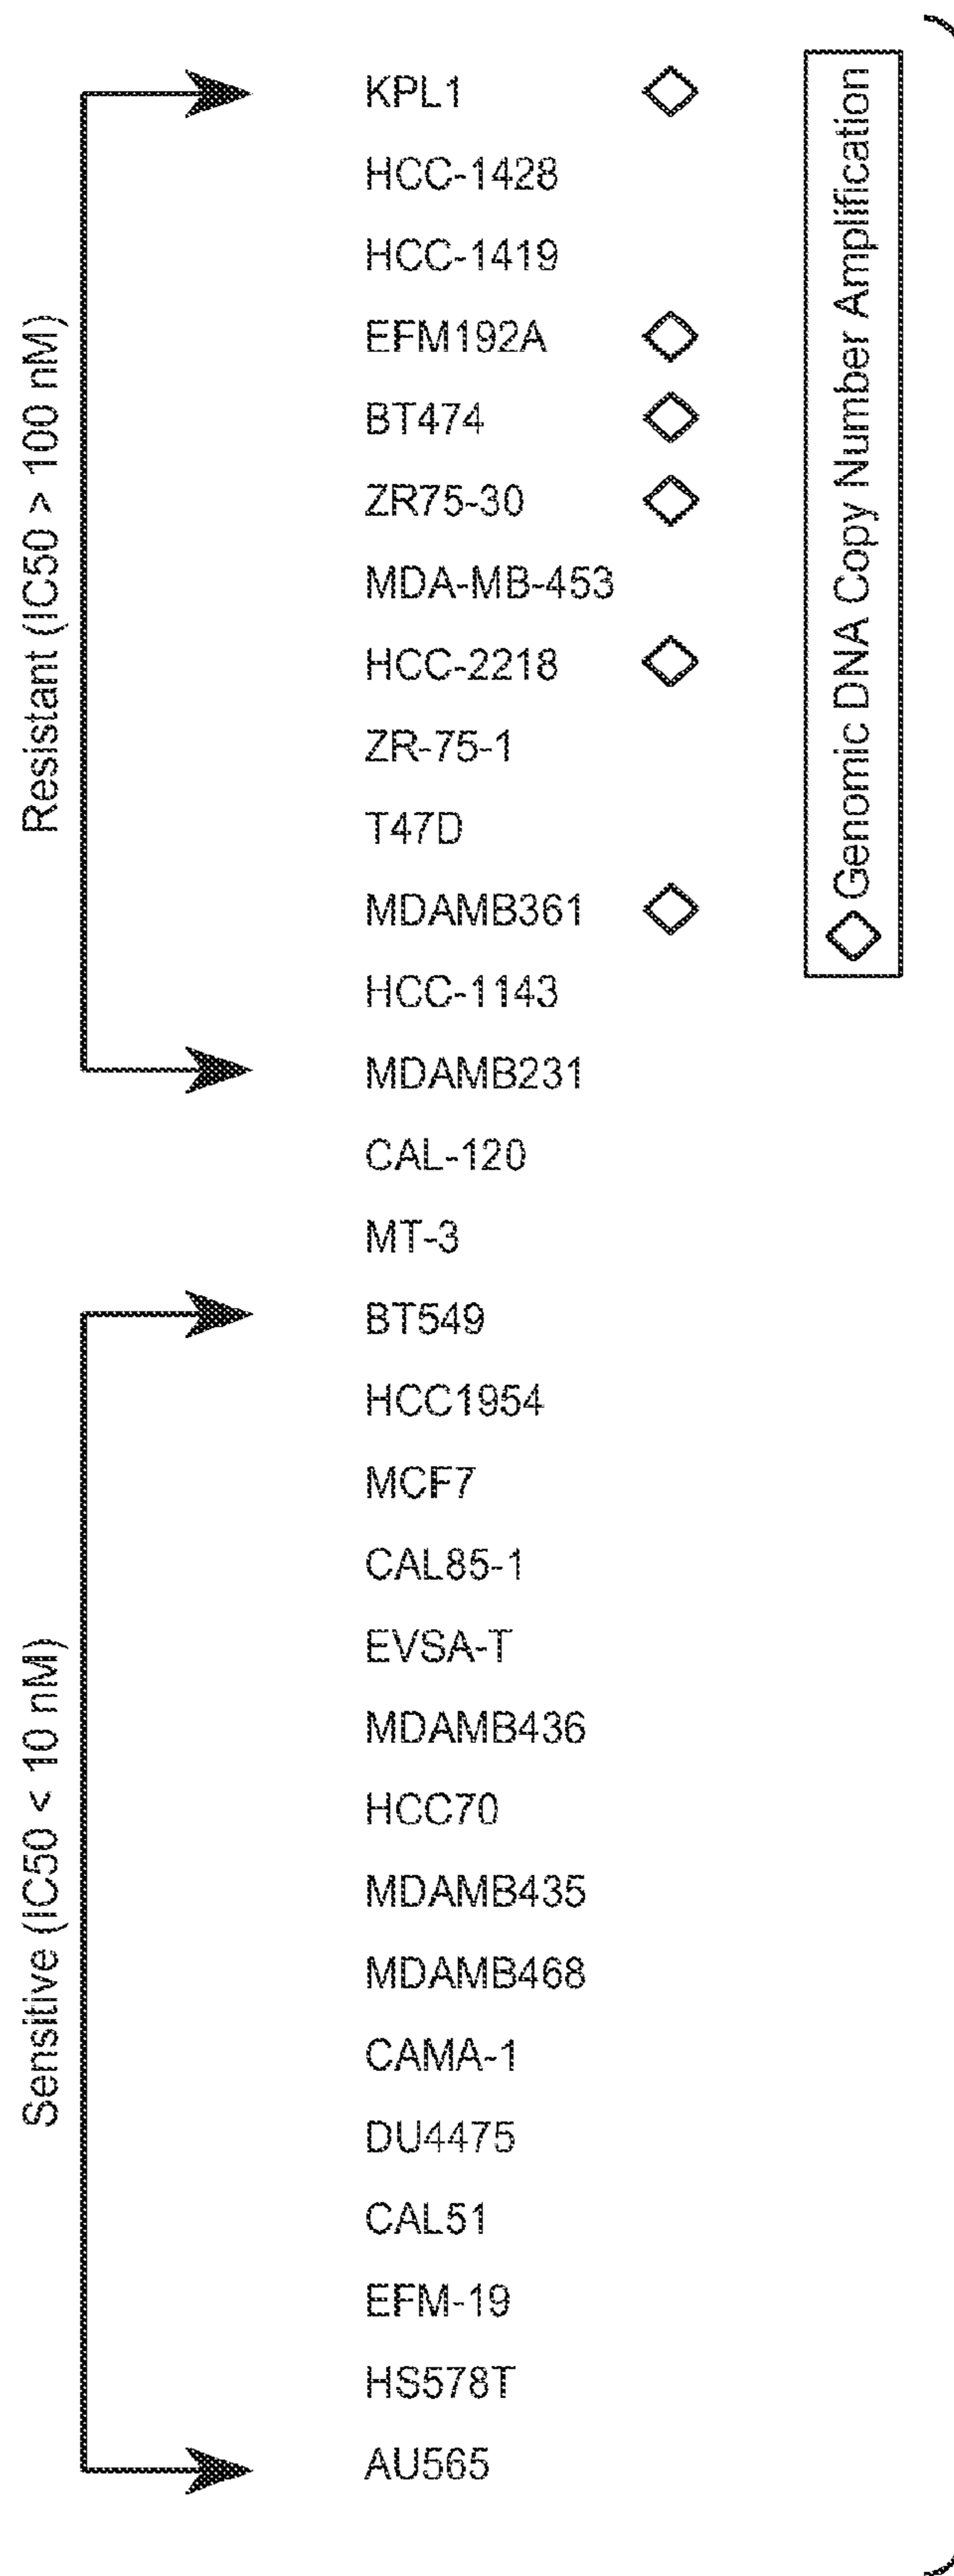 Resistant (IC50 > 100 nM)
KPL1
HCC-1428
HCC-1419
EFM192A
BT474
ZR75-30
MDA-MB-453
HCC-2218
ZR-75-1
T47D
MDAMB361
HCC-1143
MDAMB231
CAL-120
MT-3
Sensitive (IC50 < 10 nM)
BT549
HCC1954
MCF7
CAL85-1
EVSA-T
MDAMB436
HCC70
MDAMB435
MDAMB468
CAMA-1
DU4475
CAL51
EFM-19
HS578T
AU565
Genomic DNA Copy Number Amplification